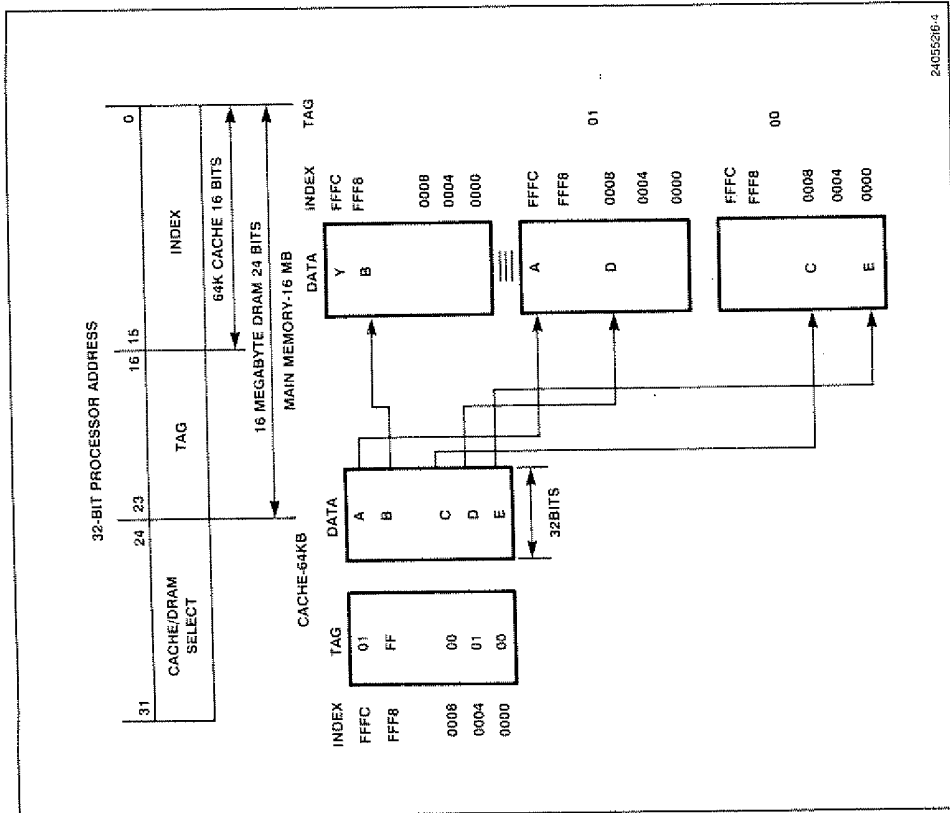 32-BIT PROCESSOR ADDRESS
31 24 23 16 15 0
CACHE/DRAM
SELECT
TAG
INDEX
64K CACHE 16 BITS
16 MEGABYTE DRAM 24 BITS
CACHE-64KB
MAIN MEMORY-16 MB
INDEX TAG DATA
FFFC 01 A
FFF8 FF B
0008 00 C
0004 01 D
0000 00 E
32BITS
DATA INDEX TAG
Y FFFC
B FFF8
0008
0004
0000
A FFFC
FFF8
01
D 0008
0004
0000
FFFC
FFF8
00
C 0008
0004
E 0000